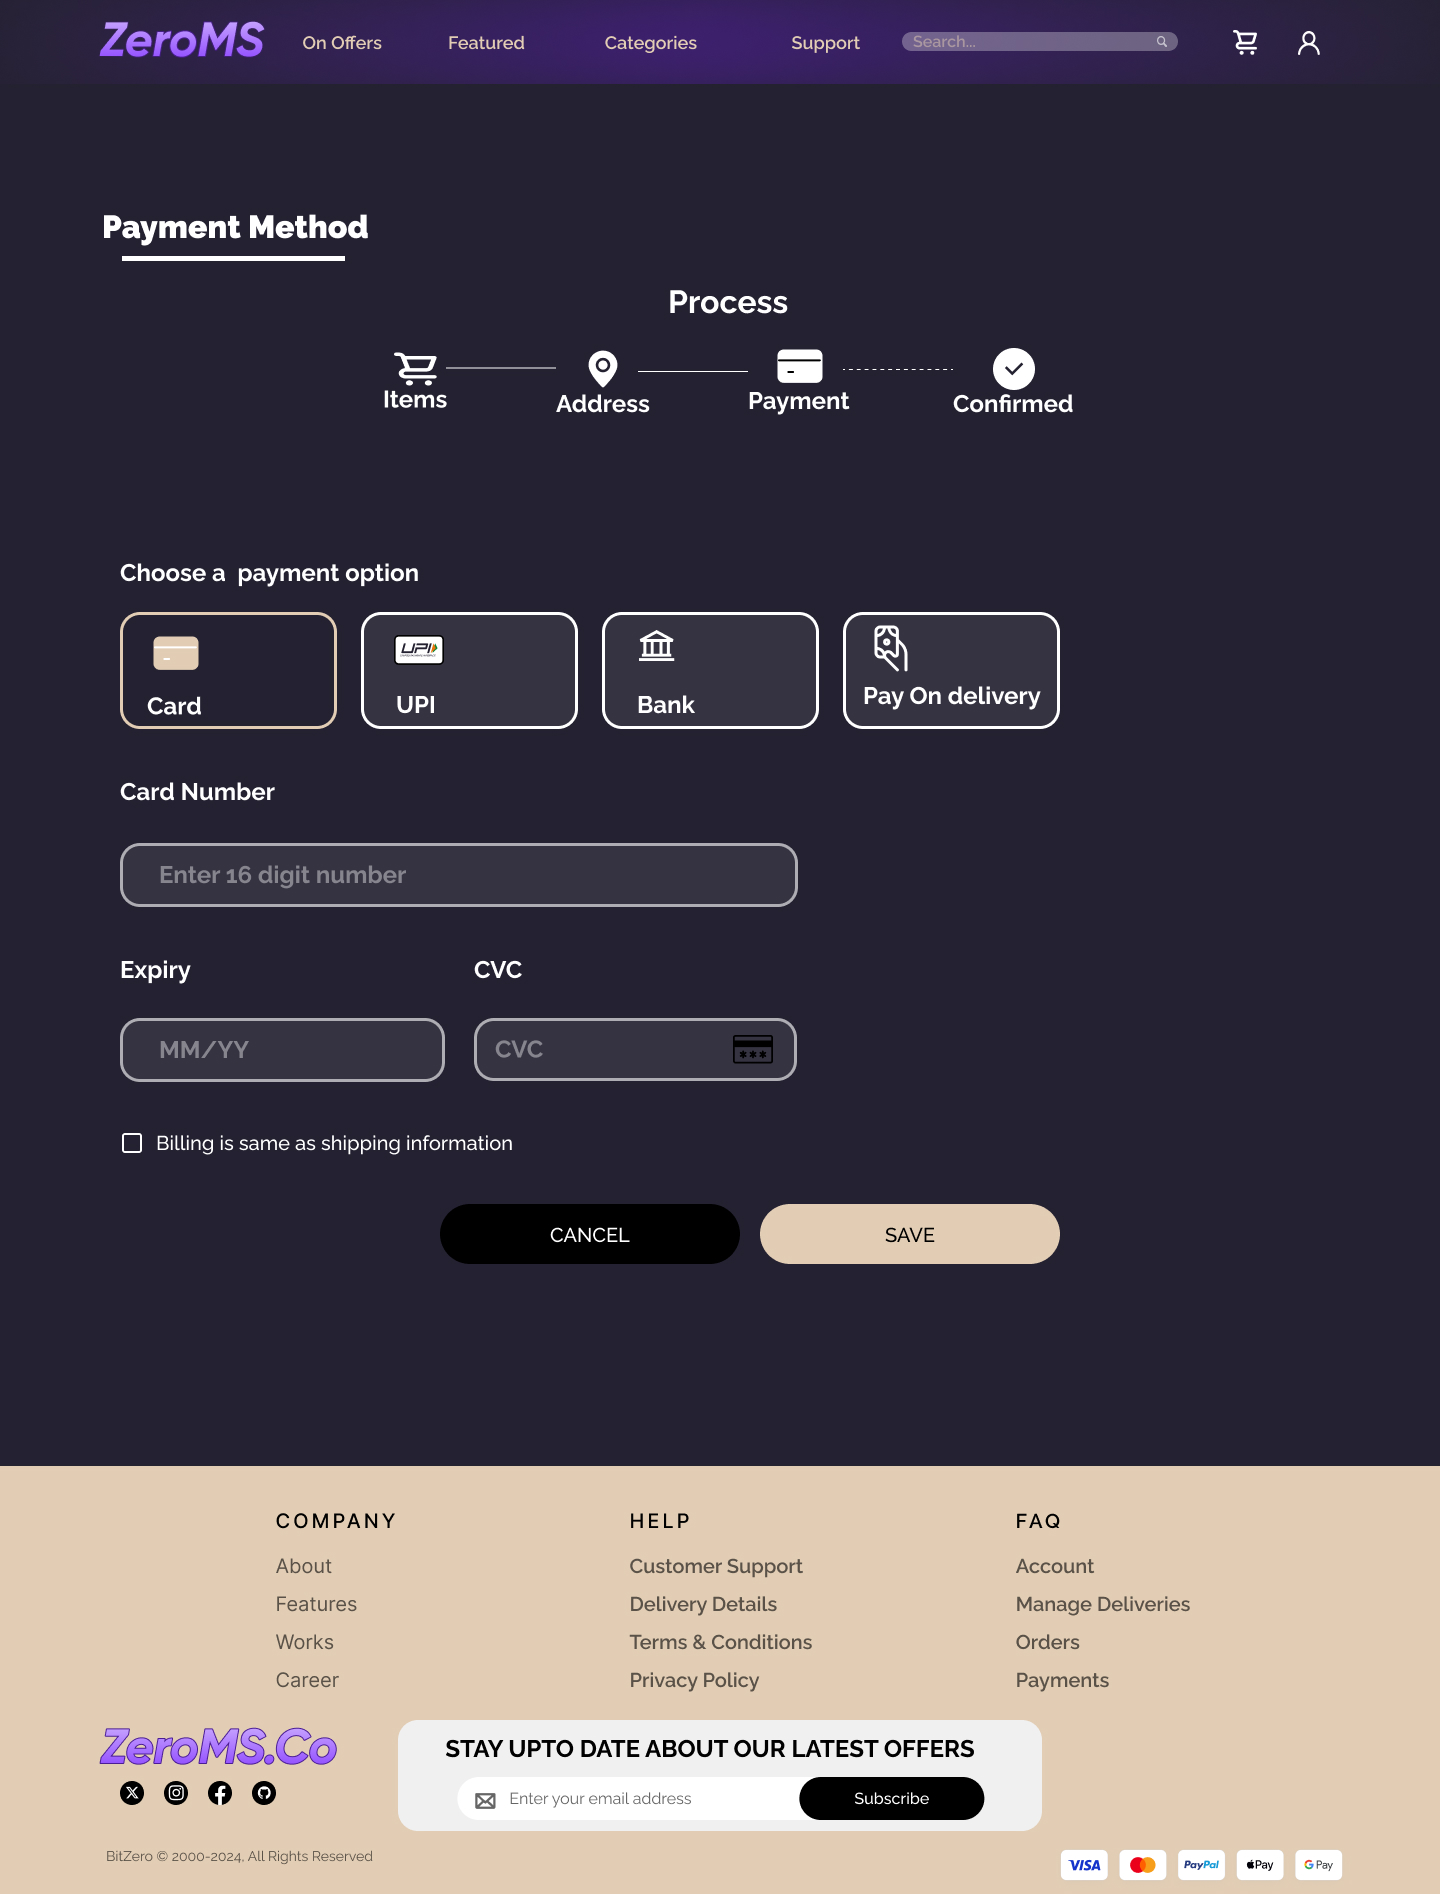 ZeroMS On Offers Featured Categories Support Search...
Payment Method
Process
Items Address Payment Confirmed
Choose a  payment option
Card UPI UPI Bank Pay On delivery
Card Number
Enter 16 digit number
Expiry CVC
MM/YY CVC
Billing is same as shipping information
CANCEL SAVE
COMPANY HELP FAQ
About Customer Support Account
Features Delivery Details Manage Deliveries
Works Terms & Conditions Orders
Career Privacy Policy Payments
ZeroMS.Co
STAY UPTO DATE ABOUT OUR LATEST OFFERS
Enter your email address Subscribe
BitZero © 2000-2024, All Rights Reserved
VISA PayPal Pay G Pay